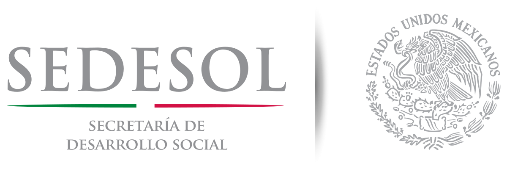 SEDESOL
SECRETARÍA DE
DESARROLLO SOCIAL
ESTADOS UNIDOS MEXICANOS